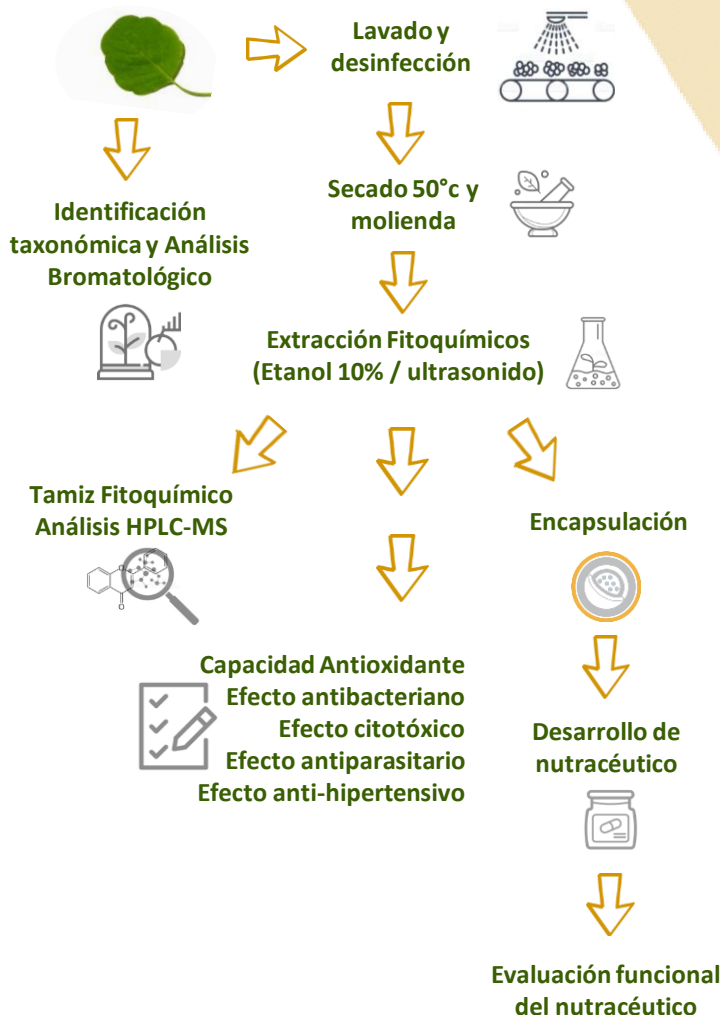 Lavado y
desinfección
Identificación
taxonómica y Análisis
Bromatológico
Secado 50°c y
molienda
Extracción Fitoquímicos
(Etanol 10% / ultrasonido)
Tamiz Fitoquímico
Análisis HPLC-MS
Capacidad Antioxidante
Efecto antibacteriano
Efecto citotóxico
Efecto antiparasitario
Efecto anti-hipertensivo
Encapsulación
Desarrollo de
nutracéutico
Evaluación funcional
del nutracéutico